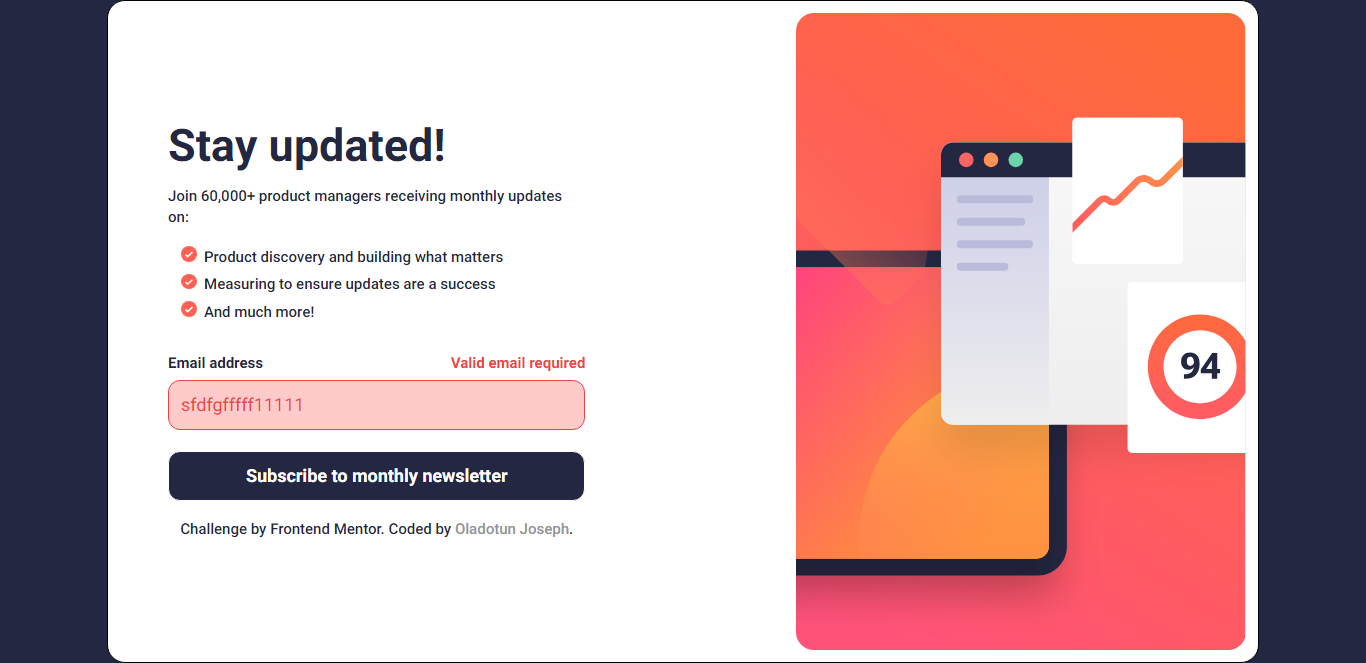 Stay updated!
Join 60,000+ product managers receiving monthly updates
on:
Product discovery and building what matters
Measuring to ensure updates are a success
And much more!
Email address
Valid email required
sfdfgfffff11111
Subscribe to monthly newsletter
Challenge by Frontend Mentor. Coded by Oladotun Joseph.
94